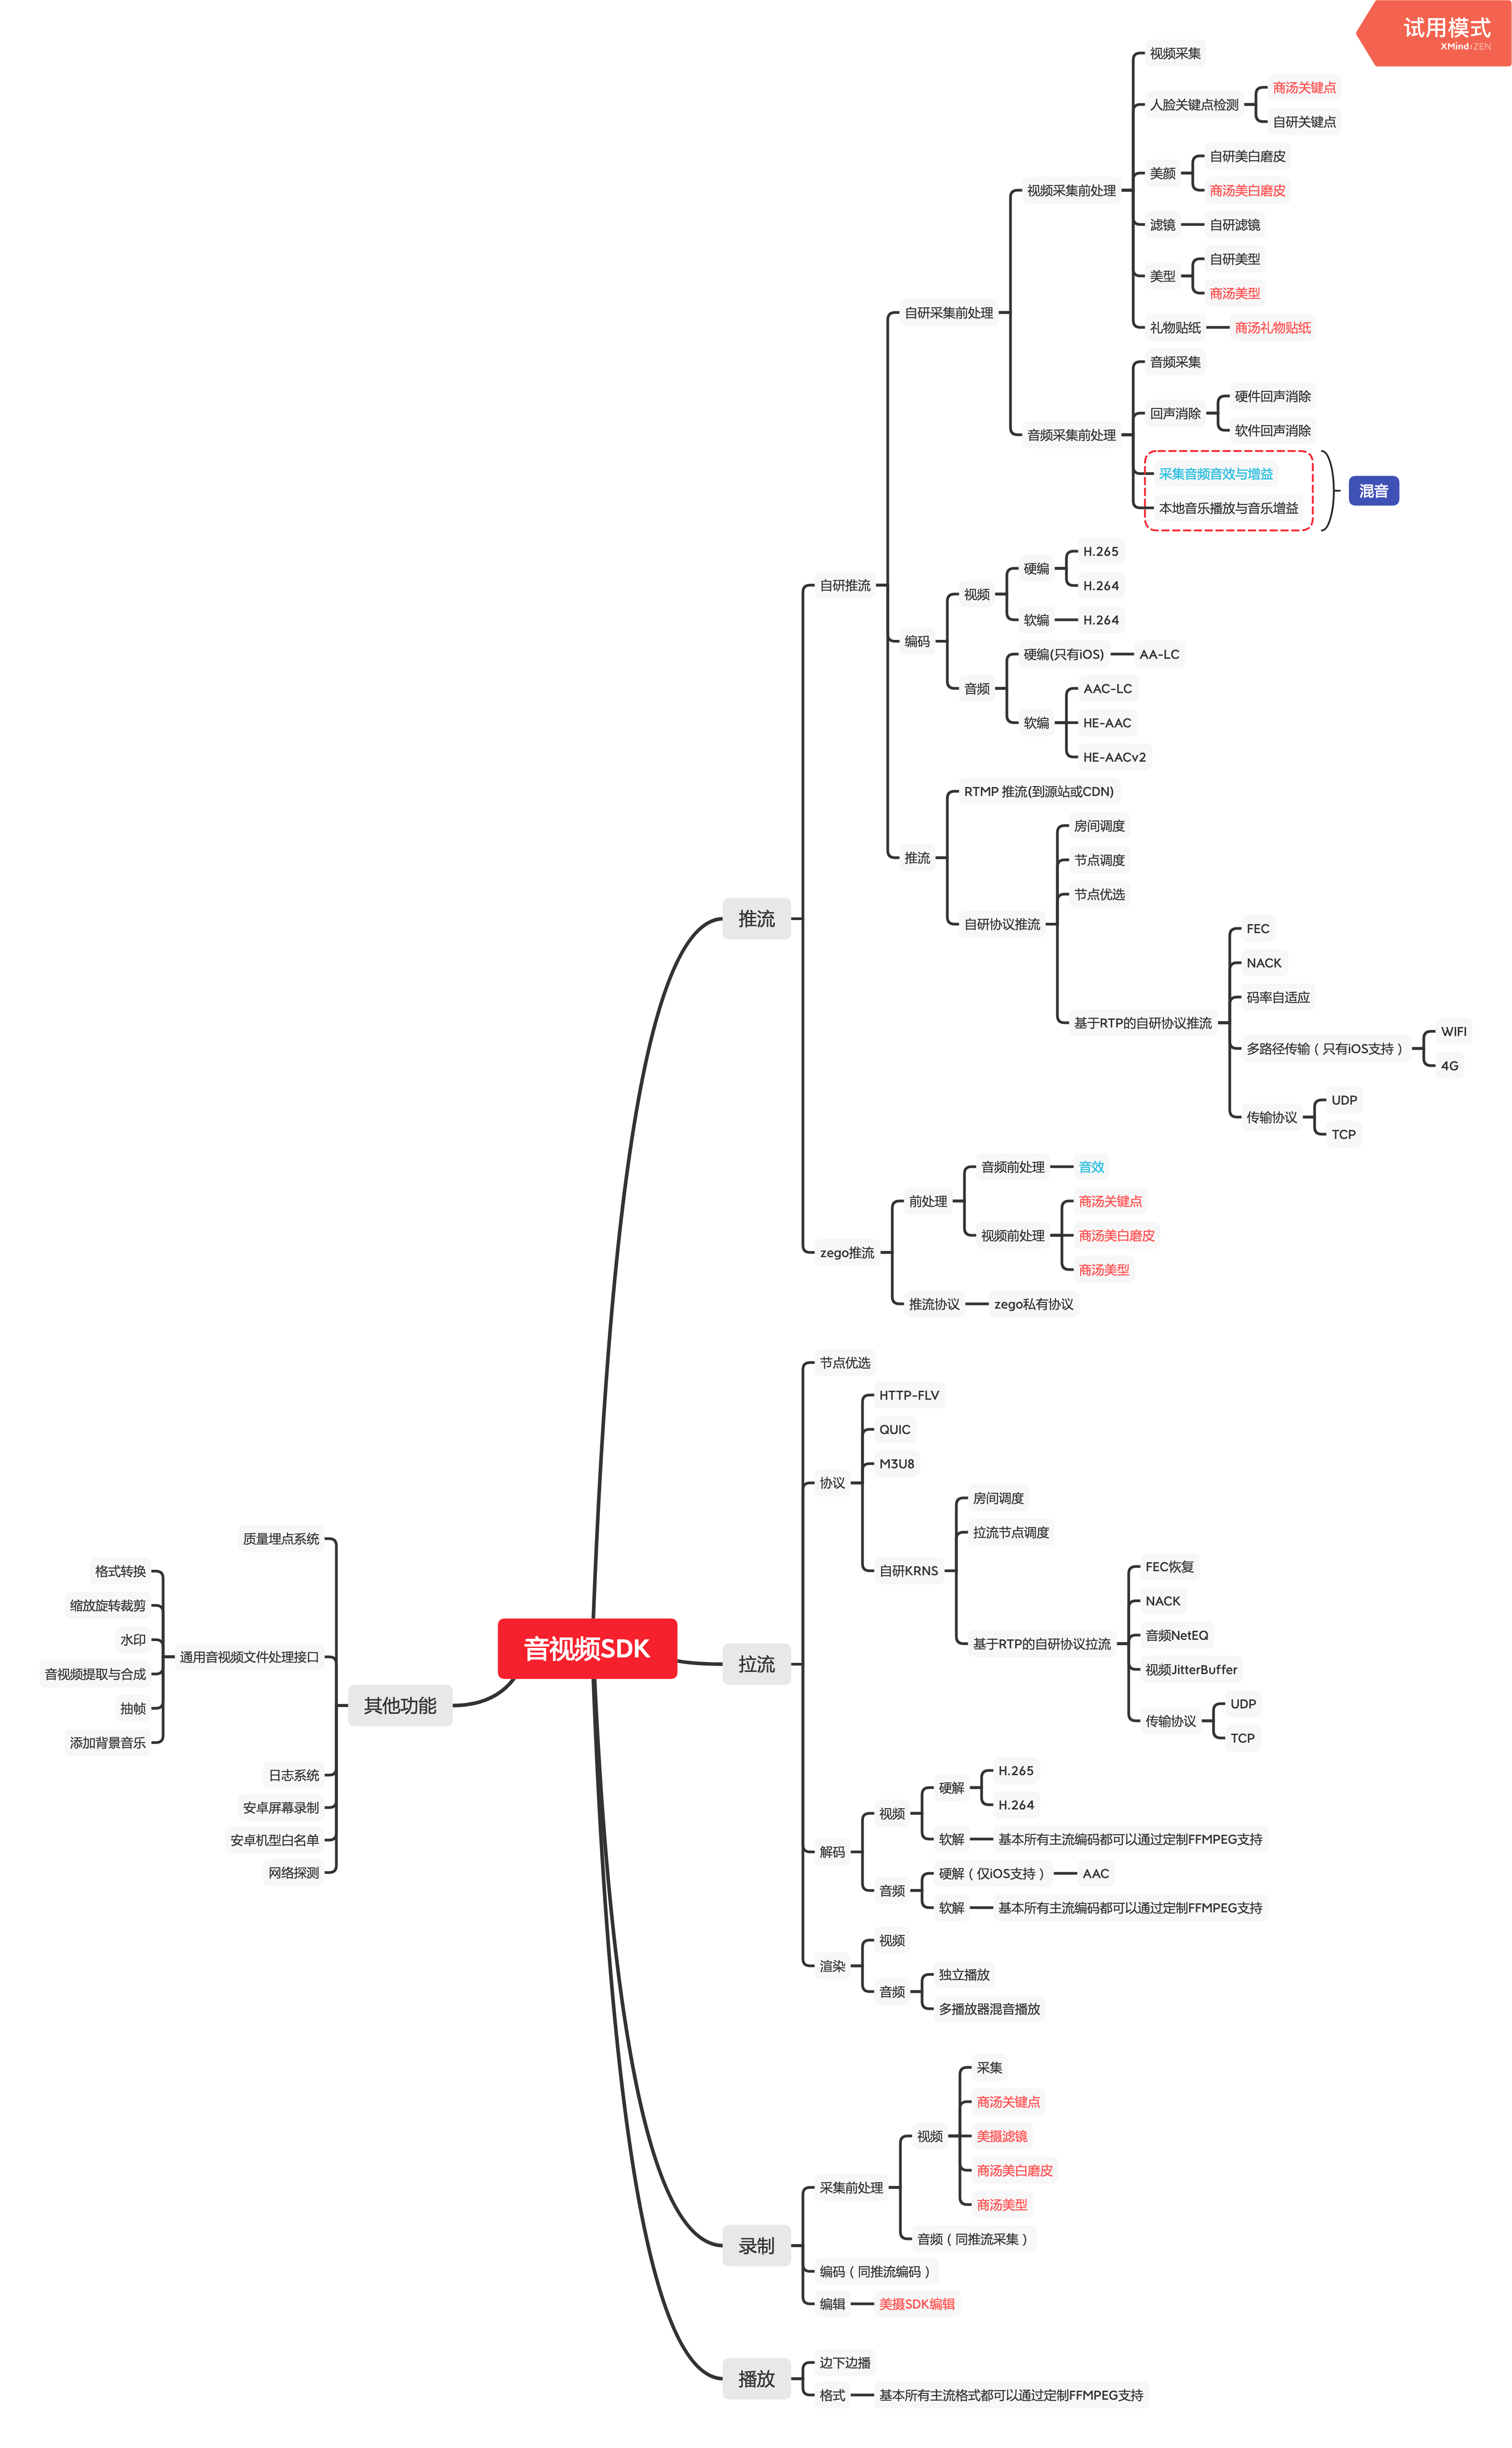 试用模式
XMind:ZEN
视频采集
人脸关键点检测
商汤关键点
自研关键点
美颜
自研美白磨皮
商汤美白磨皮
滤镜
自研滤镜
美型
自研美型
商汤美型
礼物贴纸
商汤礼物贴纸
视频采集前处理
自研采集前处理
音频采集前处理
音频采集
回声消除
硬件回声消除
软件回声消除
采集音频音效与增益
本地音乐播放与音乐增益
混音
自研推流
编码
视频
硬编
H.265
H.264
软编
H.264
音频
硬编(只有iOS)
AA-LC
软编
AAC-LC
HE-AAC
HE-AACv2
推流
RTMP 推流(到源站或CDN)
自研协议推流
房间调度
节点调度
节点优选
基于RTP的自研协议推流
FEC
NACK
码率自适应
多路径传输（只有iOS支持）
WIFI
4G
传输协议
UDP
TCP
推流
zego推流
前处理
音频前处理
音效
视频前处理
商汤关键点
商汤美白磨皮
商汤美型
推流协议
zego私有协议
音视频SDK
拉流
节点优选
协议
HTTP-FLV
QUIC
M3U8
自研KRNS
房间调度
拉流节点调度
基于RTP的自研协议拉流
FEC恢复
NACK
音频NetEQ
视频JitterBuffer
传输协议
UDP
TCP
解码
视频
硬解
H.265
H.264
软解
基本所有主流编码都可以通过定制FFMPEG支持
音频
硬解（仅iOS支持）
AAC
软解
基本所有主流编码都可以通过定制FFMPEG支持
渲染
视频
音频
独立播放
多播放器混音播放
录制
采集前处理
视频
采集
商汤关键点
美摄滤镜
商汤美白磨皮
商汤美型
音频（同推流采集）
编码（同推流编码）
编辑
美摄SDK编辑
播放
边下边播
格式
基本所有主流格式都可以通过定制FFMPEG支持
其他功能
质量埋点系统
通用音视频文件处理接口
格式转换
缩放旋转裁剪
水印
音视频提取与合成
抽帧
添加背景音乐
日志系统
安卓屏幕录制
安卓机型白名单
网络探测